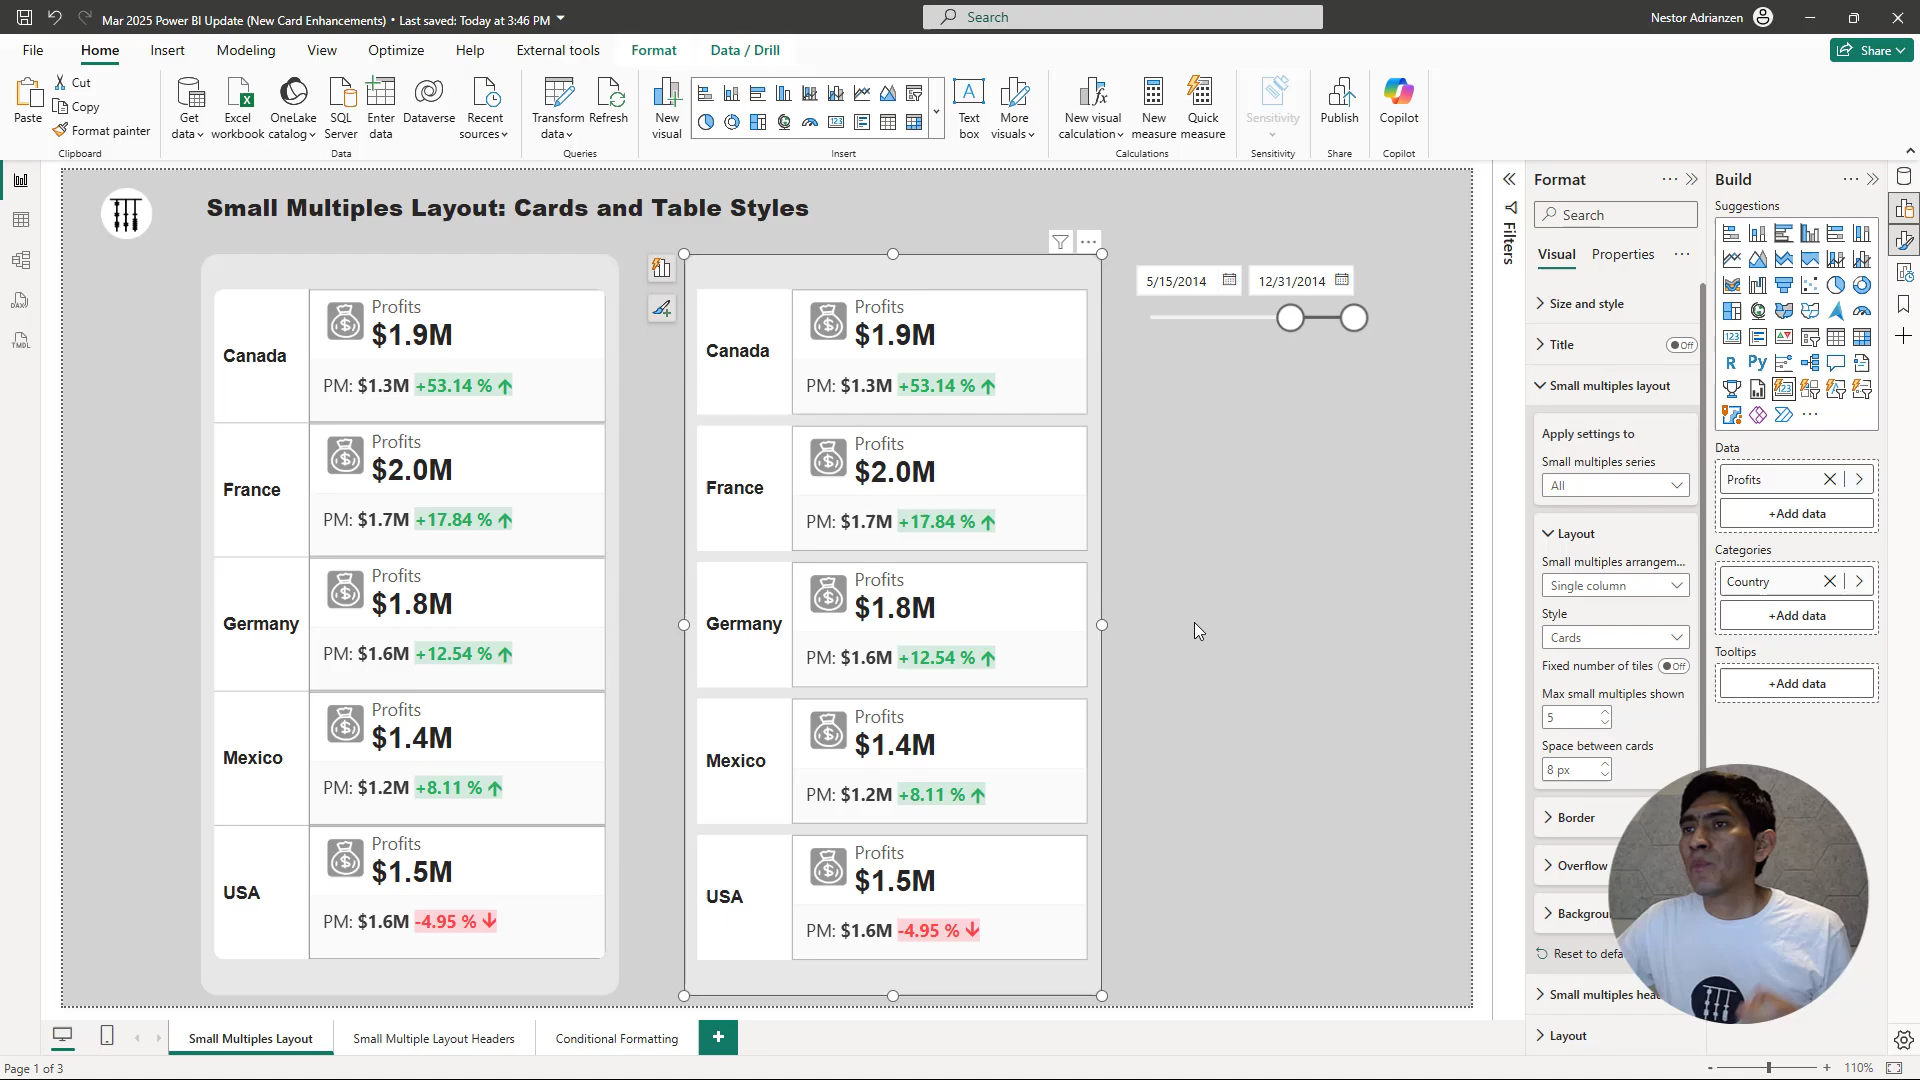 Mar 2025 Power BI Update (New Card Enhancements) • Last saved: Today at 3:46 PM
Search
Nestor Adrianzen
File
Home
Insert
Modeling
View
Optimize
Help
External tools
Format
Data / Drill
Share
Paste
Cut
Copy
Format painter
Clipboard
Get data
Excel workbook
OneLake catalog
SQL Server
Enter data
Dataverse
Recent sources
Data
Transform data
Refresh
Queries
New visual
Text box
More visuals
Insert
New visual calculation
New measure
Quick measure
Calculations
Sensitivity
Sensitivity
Publish
Share
Copilot
Copilot
Small Multiples Layout: Cards and Table Styles
Canada
Profits
$1.9M
PM: $1.3M +53.14 %
France
Profits
$2.0M
PM: $1.7M +17.84 %
Germany
Profits
$1.8M
PM: $1.6M +12.54 %
Mexico
Profits
$1.4M
PM: $1.2M +8.11 %
USA
Profits
$1.5M
PM: $1.6M -4.95 %
Canada
Profits
$1.9M
PM: $1.3M +53.14 %
France
Profits
$2.0M
PM: $1.7M +17.84 %
Germany
Profits
$1.8M
PM: $1.6M +12.54 %
Mexico
Profits
$1.4M
PM: $1.2M +8.11 %
USA
Profits
$1.5M
PM: $1.6M -4.95 %
5/15/2014
12/31/2014
Filters
Format
Search
Visual
Properties
Size and style
Title
Off
Small multiples layout
Apply settings to
Small multiples series
All
Layout
Small multiples arrangem...
Single column
Style
Cards
Fixed number of tiles
Off
Max small multiples shown
5
Space between cards
8 px
Border
Overflow
Backgrou
Reset to defa
Small multiples hea
Layout
Build
Suggestions
Data
Profits
+Add data
Categories
Country
+Add data
Tooltips
+Add data
DAX
TMDL
Small Multiples Layout
Small Multiple Layout Headers
Conditional Formatting
Page 1 of 3
110%